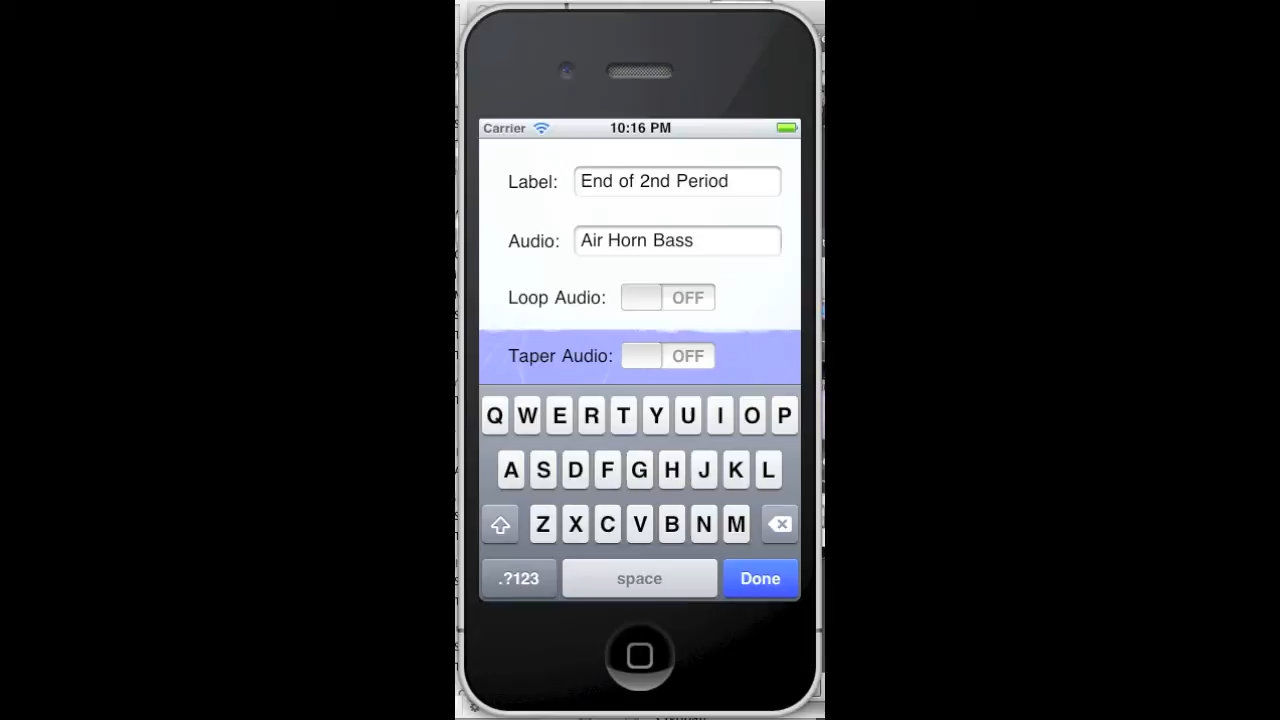 Carrier 10:16 PM
Label: End of 2nd Period
Audio: Air Horn Bass
Loop Audio: OFF
Taper Audio: OFF
Q W E R T Y U I O P
A S D F G H J K L
Z X C V B N M
.?123 space Done